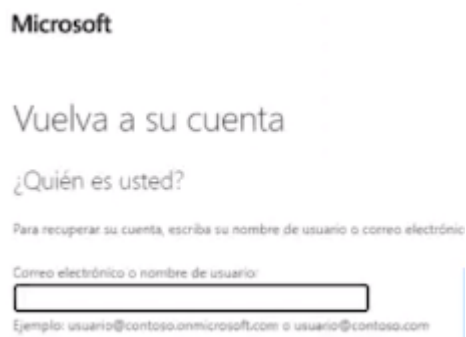 Microsoft
Vuelva a su cuenta
¿Quién es usted?
Para recuperar su cuenta, escriba su nombre de usuario o correo electrónic
Correo electrónico o nombre de usuario:
Ejemplo: usuario@contoso.onmicrosoft.com o usuario@contoso.com